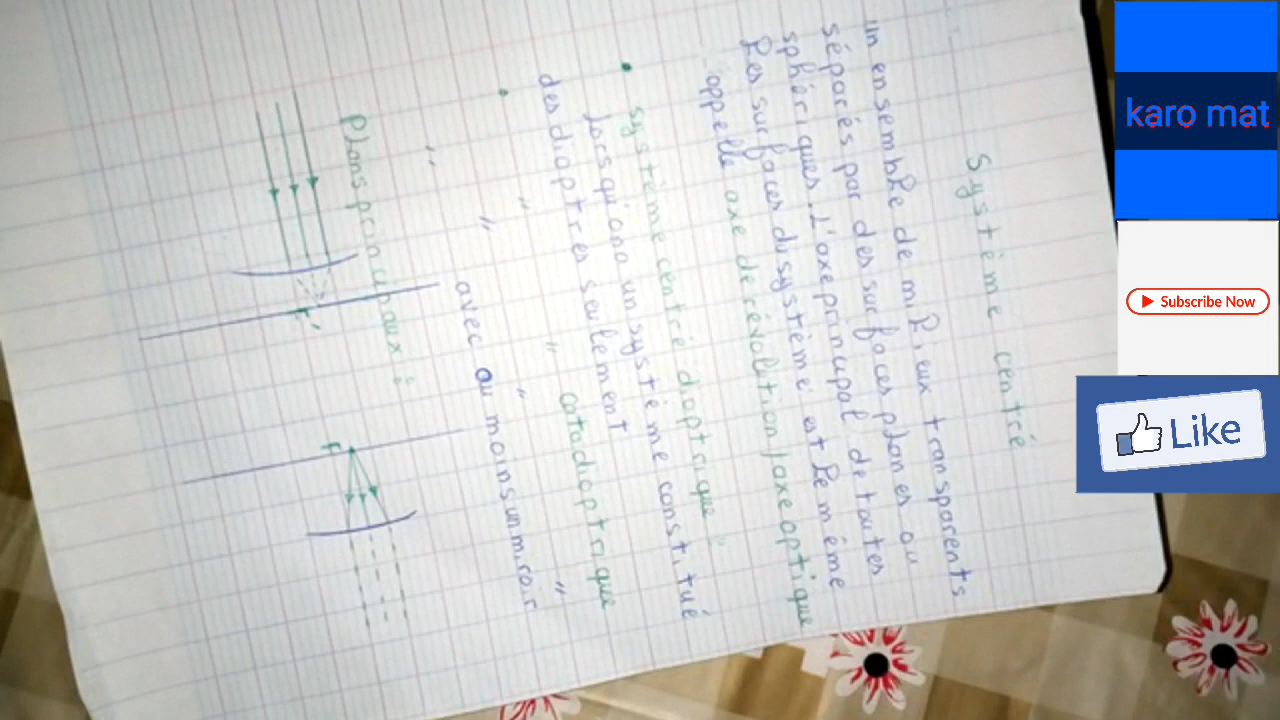 Système centré
un ensemble de milieux transparents
séparés par des surfaces planes ou
sphériques. L'axe principal de toutes
Les surfaces du système est le même
appellé axe de révolution/axe optique
• système centré dioptrique "
lorsqu'on a un système constitué
des dioptres seulement
• " " catadioptrique "
" " " avec au moins un miroir
Plans principaux :
F'
F
karo mat
Subscribe Now
Like